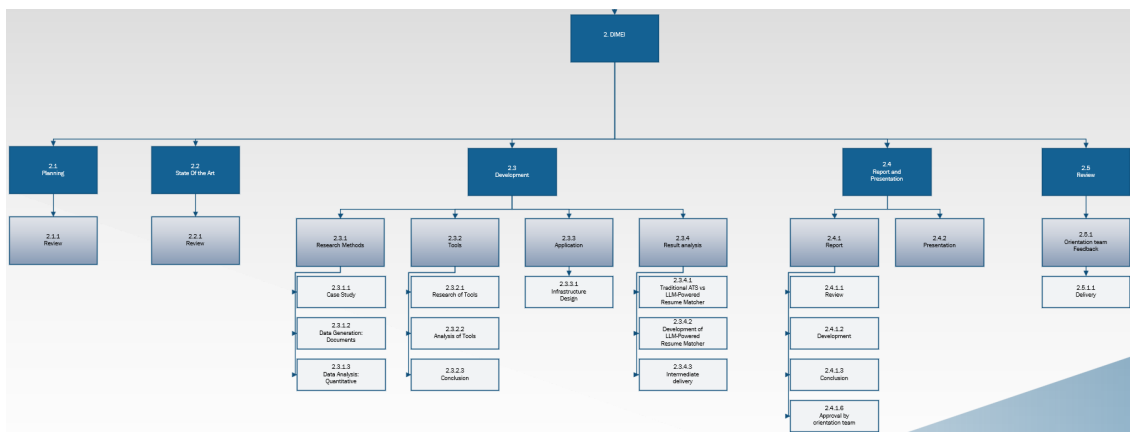 2. DIMEI
2.1
Planning
2.2
State Of the Art
2.3
Development
2.4
Report and
Presentation
2.5
Review
2.1.1
Review
2.2.1
Review
2.3.1
Research Methods
2.3.2
Tools
2.3.3
Application
2.3.4
Result analysis
2.4.1
Report
2.4.2
Presentation
2.5.1
Orientation team
Feedback
2.3.1.1
Case Study
2.3.2.1
Research of Tools
2.3.3.1
Infrastructure
Design
2.3.4.1
Traditional ATS vs
LLM-Powered
Resume Matcher
2.4.1.1
Review
2.5.1.1
Delivery
2.3.1.2
Data Generation:
Documents
2.3.2.2
Analysis of Tools
2.3.4.2
Development of
LLM-Powered
Resume Matcher
2.4.1.2
Development
2.3.1.3
Data Analysis:
Quantitative
2.3.2.3
Conclusion
2.3.4.3
Intermediate
delivery
2.4.1.3
Conclusion
2.4.1.6
Approval by
orientation team